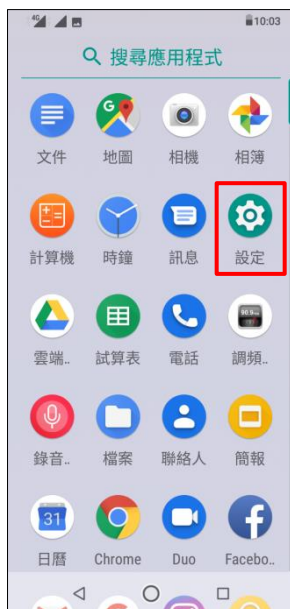 4G 10:03
搜尋應用程式
文件 地圖 相機 相簿
計算機 時鐘 訊息 設定
雲端.. 試算表 電話 調頻..
錄音.. 檔案 聯絡人 簡報
31
日曆 Chrome Duo Facebo..